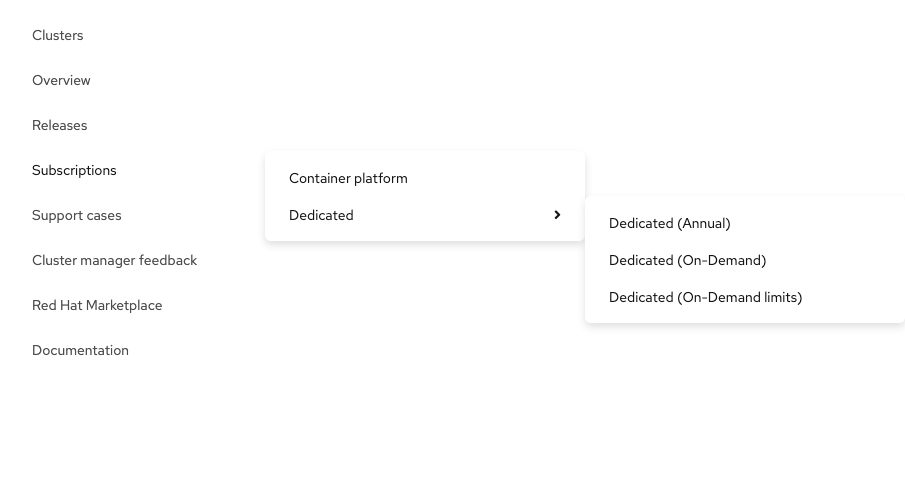 Clusters
Overview
Releases
Subscriptions
Support cases
Cluster manager feedback
Red Hat Marketplace
Documentation
Container platform
Dedicated
Dedicated (Annual)
Dedicated (On-Demand)
Dedicated (On-Demand limits)